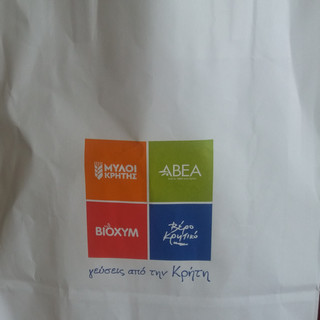 ΜΥΛΟΙ
ΚΡΗΤΗΣ
ΑΒΕΑ
ΒΙΟΧΥΜ
Βέρο
Κρητικό
γεύσεις από την Κρήτη